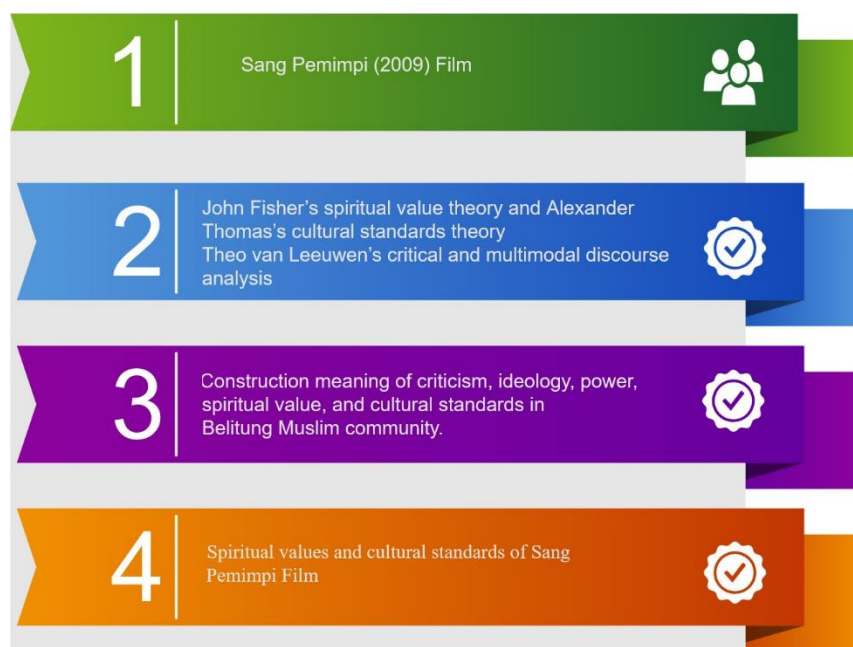 1
Sang Pemimpi (2009) Film
2
John Fisher's spiritual value theory and Alexander
Thomas's cultural standards theory
Theo van Leeuwen's critical and multimodal discourse
analysis
3
Construction meaning of criticism, ideology, power,
spiritual value, and cultural standards in
Belitung Muslim community.
4
Spiritual values and cultural standards of Sang
Pemimpi Film